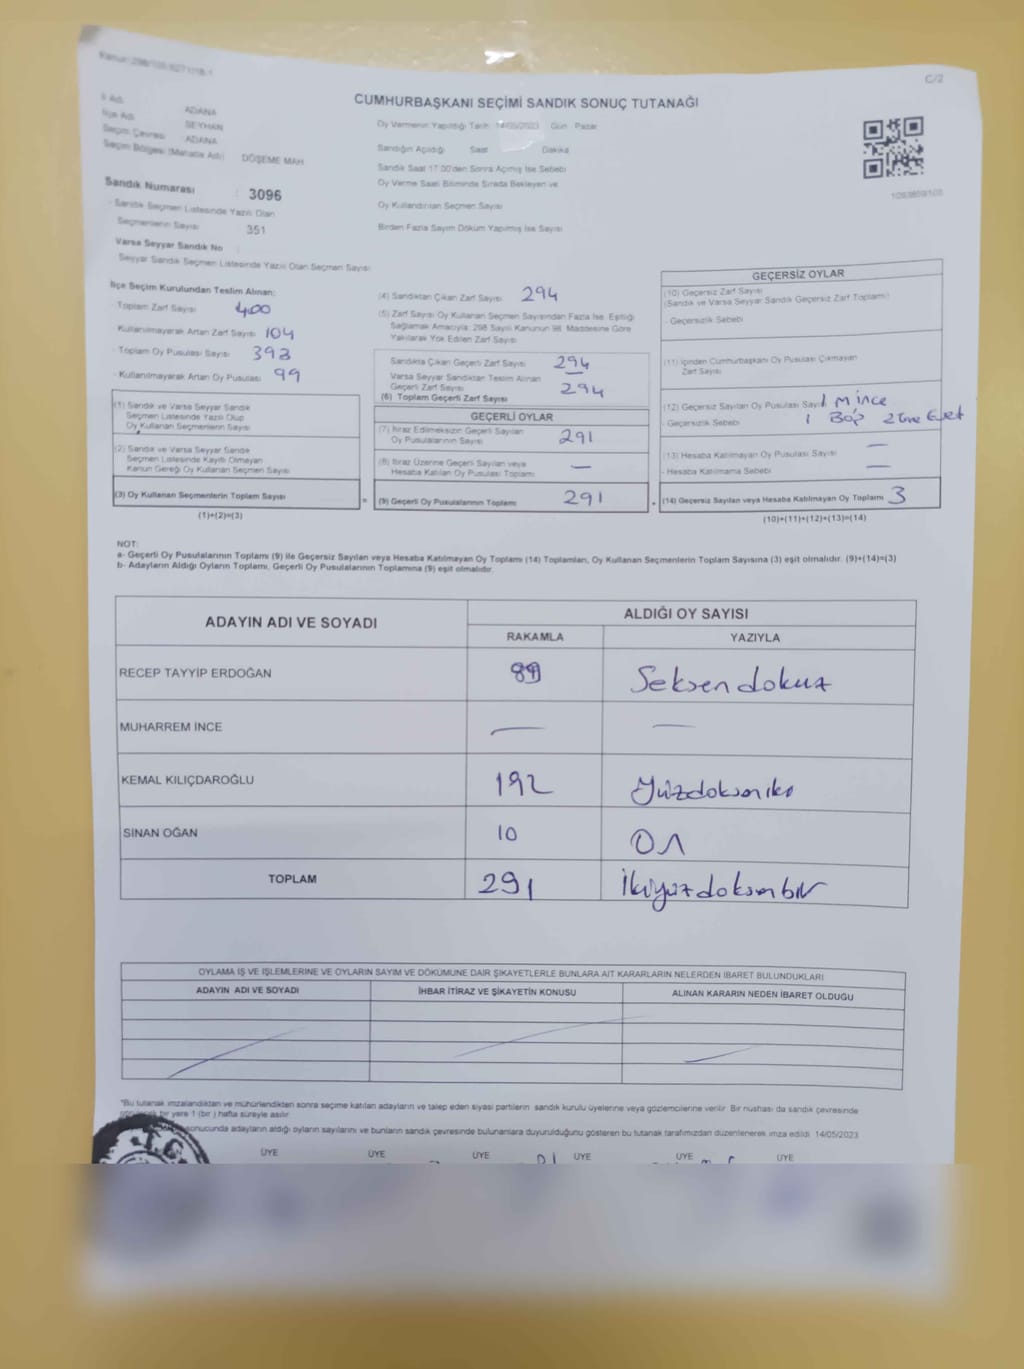 C/2
CUMHURBAŞKANI SEÇİMİ SANDIK SONUÇ TUTANAĞI
İl Adı ADANA
İlçe Adı SEYHAN
Seçim Çevresi ADANA
Seçim Bölgesi (Mahalle Adı) DÖŞEME MAH
Sandık Numarası : 3096
- Sandık Seçmen Listesinde Yazılı Olan
Seçmenlerin Sayısı 351
Varsa Seyyar Sandık No :
Seyyar Sandık Seçmen Listesinde Yazılı Olan Seçmen Sayısı
Oy Vermenin Yapıldığı Tarih 14/05/2023 Gün Pazar
Sandığın Açıldığı Saat Dakika
Sandık Saat 17.00'den Sonra Açılmış İse Sebebi
Oy Verme Saati Bitiminde Sırada Bekleyen ve
Oy Kullandırılan Seçmen Sayısı
Birden Fazla Sayım Döküm Yapılmış İse Sayısı
İlçe Seçim Kurulundan Teslim Alınan:
- Toplam Zarf Sayısı 400
- Kullanılmayarak Artan Zarf Sayısı 104
- Toplam Oy Pusulası Sayısı 393
- Kullanılmayarak Artan Oy Pusulası 99
(1) Sandık ve Varsa Seyyar Sandık
Seçmen Listesinde Yazılı Olup
Oy Kullanan Seçmenlerin Sayısı
(2) Sandık ve Varsa Seyyar Sandık
Seçmen Listesinde Kayıtlı Olmayan
Kanun Gereği Oy Kullanan Seçmen Sayısı
(3) Oy Kullanan Seçmenlerin Toplam Sayısı
(1)+(2)=(3)
(4) Sandıktan Çıkan Zarf Sayısı 294
(5) Zarf Sayısı Oy Kullanan Seçmen Sayısından Fazla İse, Eşitliği
Sağlamak Amacıyla; 298 Sayılı Kanunun 98. Maddesine Göre
Yakılarak Yok Edilen Zarf Sayısı
Sandıkta Çıkan Geçerli Zarf Sayısı 294
Varsa Seyyar Sandıktan Teslim Alınan
Geçerli Zarf Sayısı —
(6) Toplam Geçerli Zarf Sayısı 294
GEÇERLİ OYLAR
(7) İtiraz Edilmeksizin Geçerli Sayılan
Oy Pusulalarının Sayısı 291
(8) İtiraz Üzerine Geçerli Sayılan veya
Hesaba Katılan Oy Pusulası Toplamı —
= (9) Geçerli Oy Pusulalarının Toplamı 291
GEÇERSİZ OYLAR
(10) Geçersiz Zarf Sayısı
(Sandık ve Varsa Seyyar Sandık Geçersiz Zarf Toplamı)
- Geçersizlik Sebebi
(11) İçinden Cumhurbaşkanı Oy Pusulası Çıkmayan
Zarf Sayısı
(12) Geçersiz Sayılan Oy Pusulası Sayısı 1 M ince
- Geçersizlik Sebebi 1 Boş 2 tane Evet
(13) Hesaba Katılmayan Oy Pusulası Sayısı —
- Hesaba Katılmama Sebebi —
+ (14) Geçersiz Sayılan veya Hesaba Katılmayan Oy Toplamı 3
(10)+(11)+(12)+(13)=(14)
NOT:
a- Geçerli Oy Pusulalarının Toplamı (9) ile Geçersiz Sayılan veya Hesaba Katılmayan Oy Toplamı (14) Toplamları, Oy Kullanan Seçmenlerin Toplam Sayısına (3) eşit olmalıdır. (9)+(14)=(3)
b- Adayların Aldığı Oyların Toplamı, Geçerli Oy Pusulalarının Toplamına (9) eşit olmalıdır.
ADAYIN ADI VE SOYADI ALDIĞI OY SAYISI
RAKAMLA YAZIYLA
RECEP TAYYİP ERDOĞAN 89 Seksen dokuz
MUHARREM İNCE — —
KEMAL KILIÇDAROĞLU 192 Yüzdoksaniki
SİNAN OĞAN 10 On
TOPLAM 291 İkiyüzdoksanbir
OYLAMA İŞ VE İŞLEMLERİNE VE OYLARIN SAYIM VE DÖKÜMÜNE DAİR ŞİKAYETLERLE BUNLARA AİT KARARLARIN NELERDEN İBARET BULUNDUKLARI
ADAYIN ADI VE SOYADI İHBAR İTİRAZ VE ŞİKAYETİN KONUSU ALINAN KARARIN NEDEN İBARET OLDUĞU
*Bu tutanak imzalandıktan ve mühürlendikten sonra seçime katılan adayların ve talep eden siyasi partilerin sandık kurulu üyelerine veya gözlemcilerine verilir. Bir nüshası da sandık çevresinde
bir yere 1 (bir) hafta süreyle asılır.
sonucunda adayların aldığı oyların sayılarını ve bunların sandık çevresinde bulunanlara duyurulduğunu gösteren bu tutanak tarafımızdan düzenlenerek imza edildi. 14/05/2023
ÜYE ÜYE ÜYE ÜYE ÜYE ÜYE